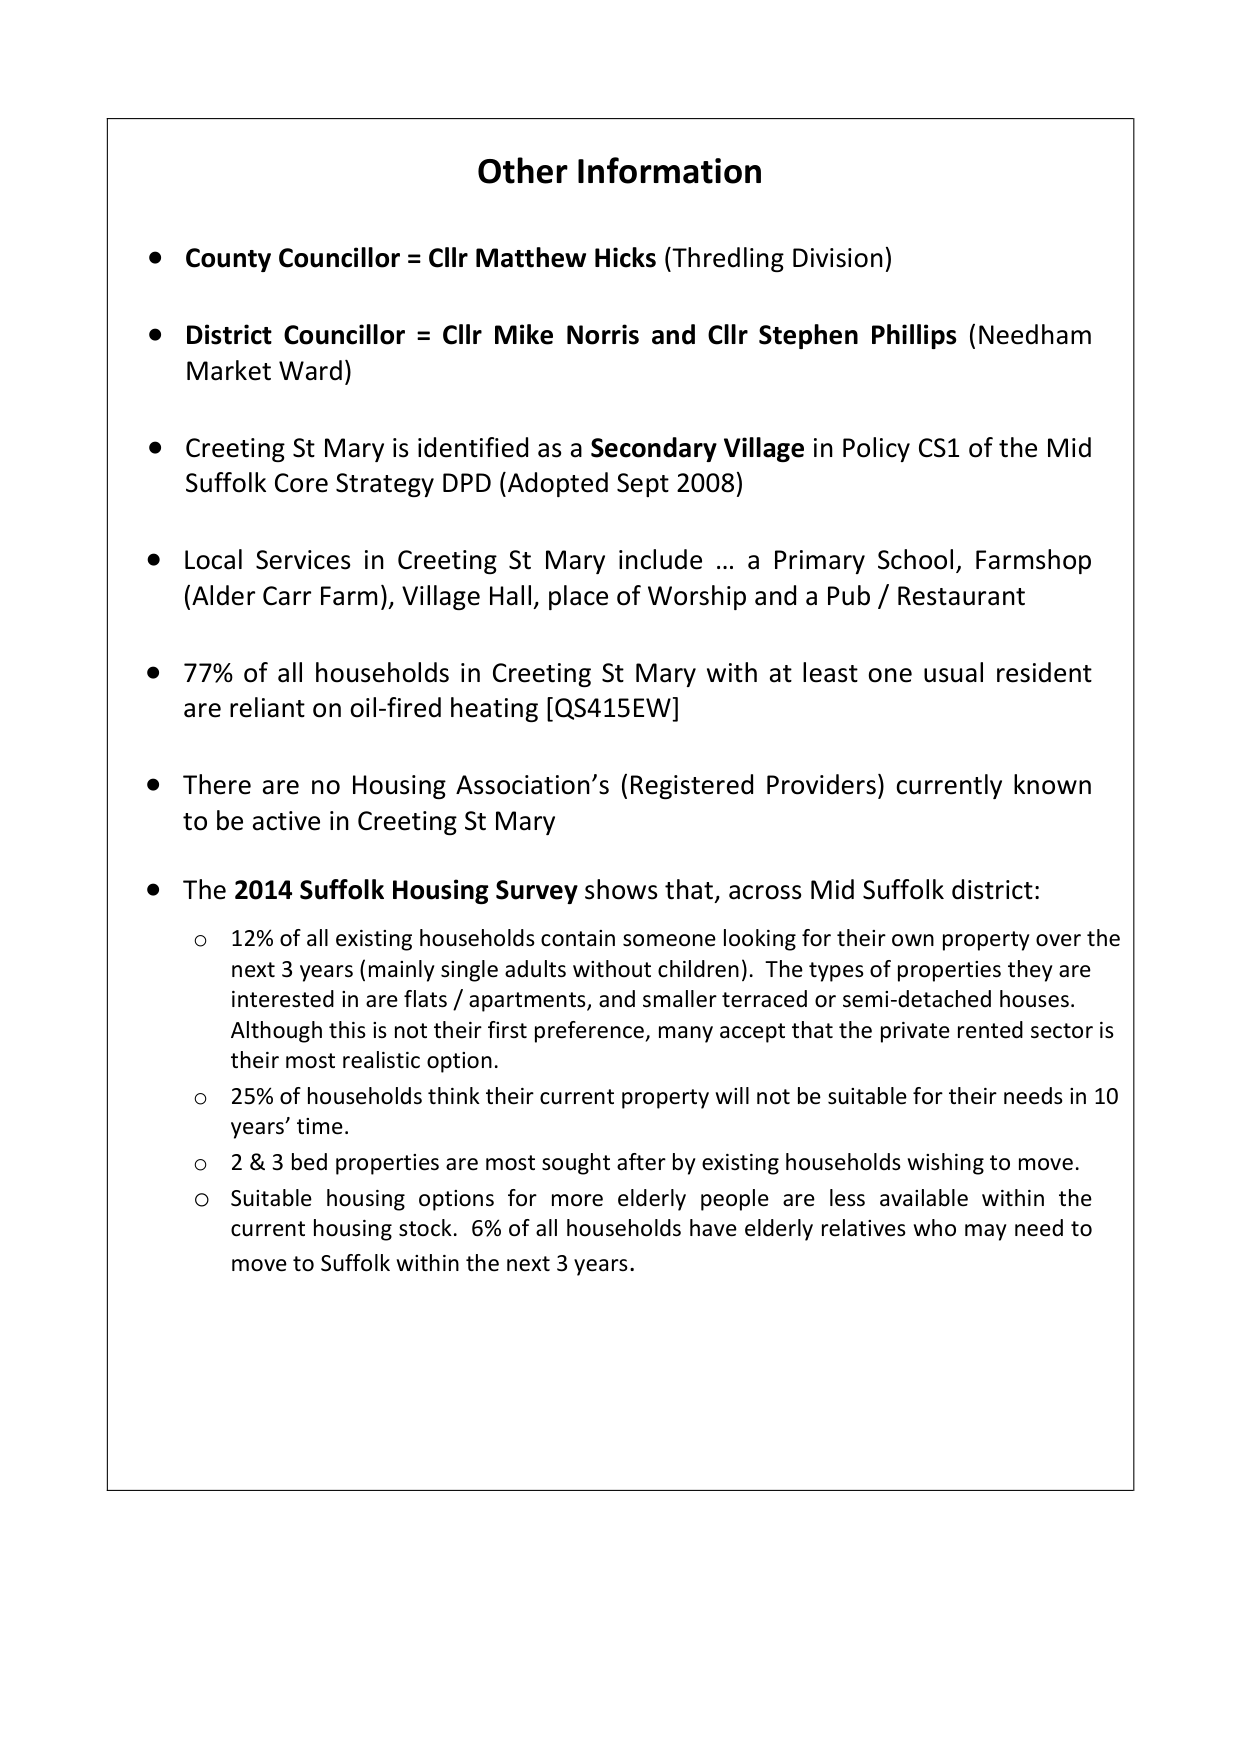 Other Information
• County Councillor = Cllr Matthew Hicks (Thredling Division)
• District Councillor = Cllr Mike Norris and Cllr Stephen Phillips (Needham
Market Ward)
• Creeting St Mary is identified as a Secondary Village in Policy CS1 of the Mid
Suffolk Core Strategy DPD (Adopted Sept 2008)
• Local Services in Creeting St Mary include … a Primary School, Farmshop
(Alder Carr Farm), Village Hall, place of Worship and a Pub / Restaurant
• 77% of all households in Creeting St Mary with at least one usual resident
are reliant on oil-fired heating [QS415EW]
• There are no Housing Association’s (Registered Providers) currently known
to be active in Creeting St Mary
• The 2014 Suffolk Housing Survey shows that, across Mid Suffolk district:
o 12% of all existing households contain someone looking for their own property over the
next 3 years (mainly single adults without children).  The types of properties they are
interested in are flats / apartments, and smaller terraced or semi-detached houses.
Although this is not their first preference, many accept that the private rented sector is
their most realistic option.
o 25% of households think their current property will not be suitable for their needs in 10
years’ time.
o 2 & 3 bed properties are most sought after by existing households wishing to move.
o Suitable housing options for more elderly people are less available within the
current housing stock.  6% of all households have elderly relatives who may need to
move to Suffolk within the next 3 years.